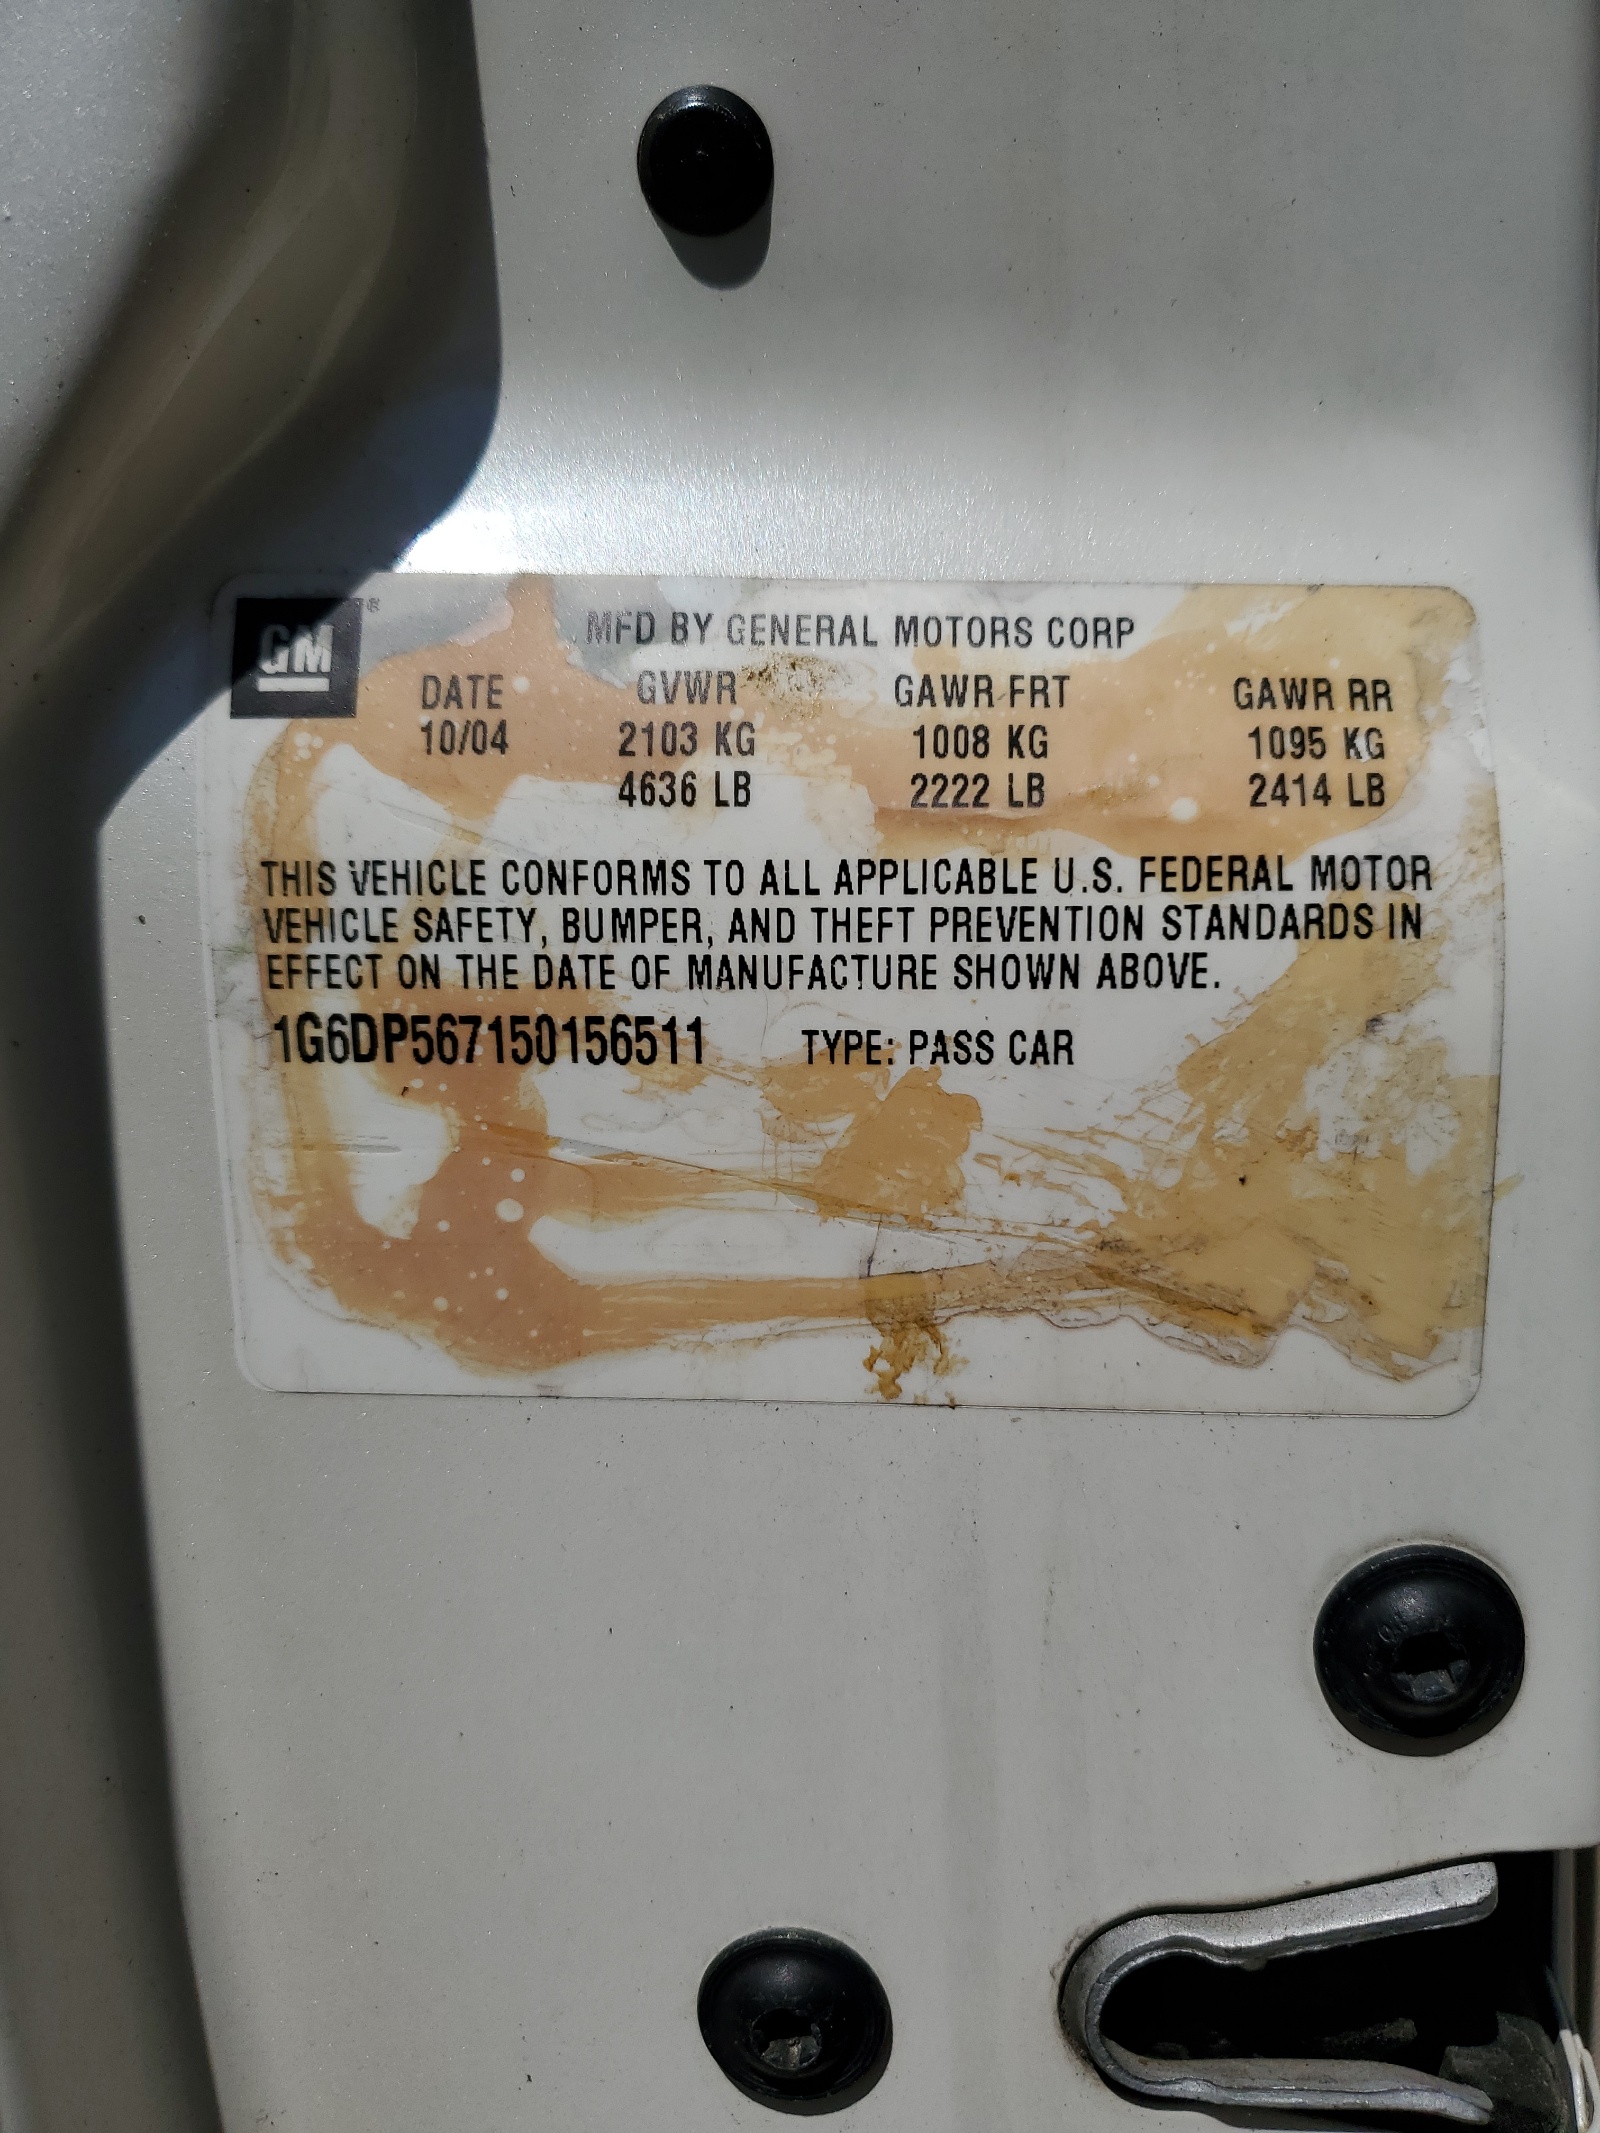 GM®
MFD BY GENERAL MOTORS CORP
DATE GVWR GAWR FRT GAWR RR
10/04 2103 KG 1008 KG 1095 KG
4636 LB 2222 LB 2414 LB
THIS VEHICLE CONFORMS TO ALL APPLICABLE U.S. FEDERAL MOTOR
VEHICLE SAFETY, BUMPER, AND THEFT PREVENTION STANDARDS IN
EFFECT ON THE DATE OF MANUFACTURE SHOWN ABOVE.
1G6DP567150156511 TYPE: PASS CAR